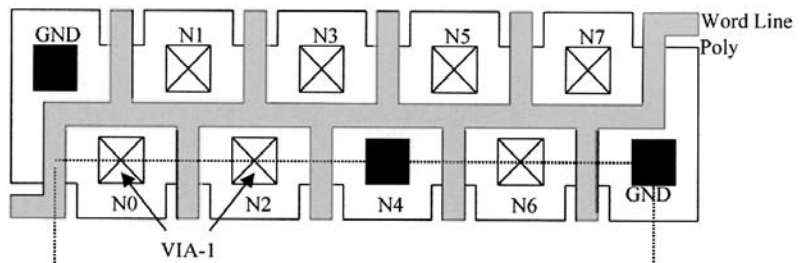 GND
N1
N3
N5
N7
Word Line
Poly
N0
N2
N4
N6
GND
VIA-1